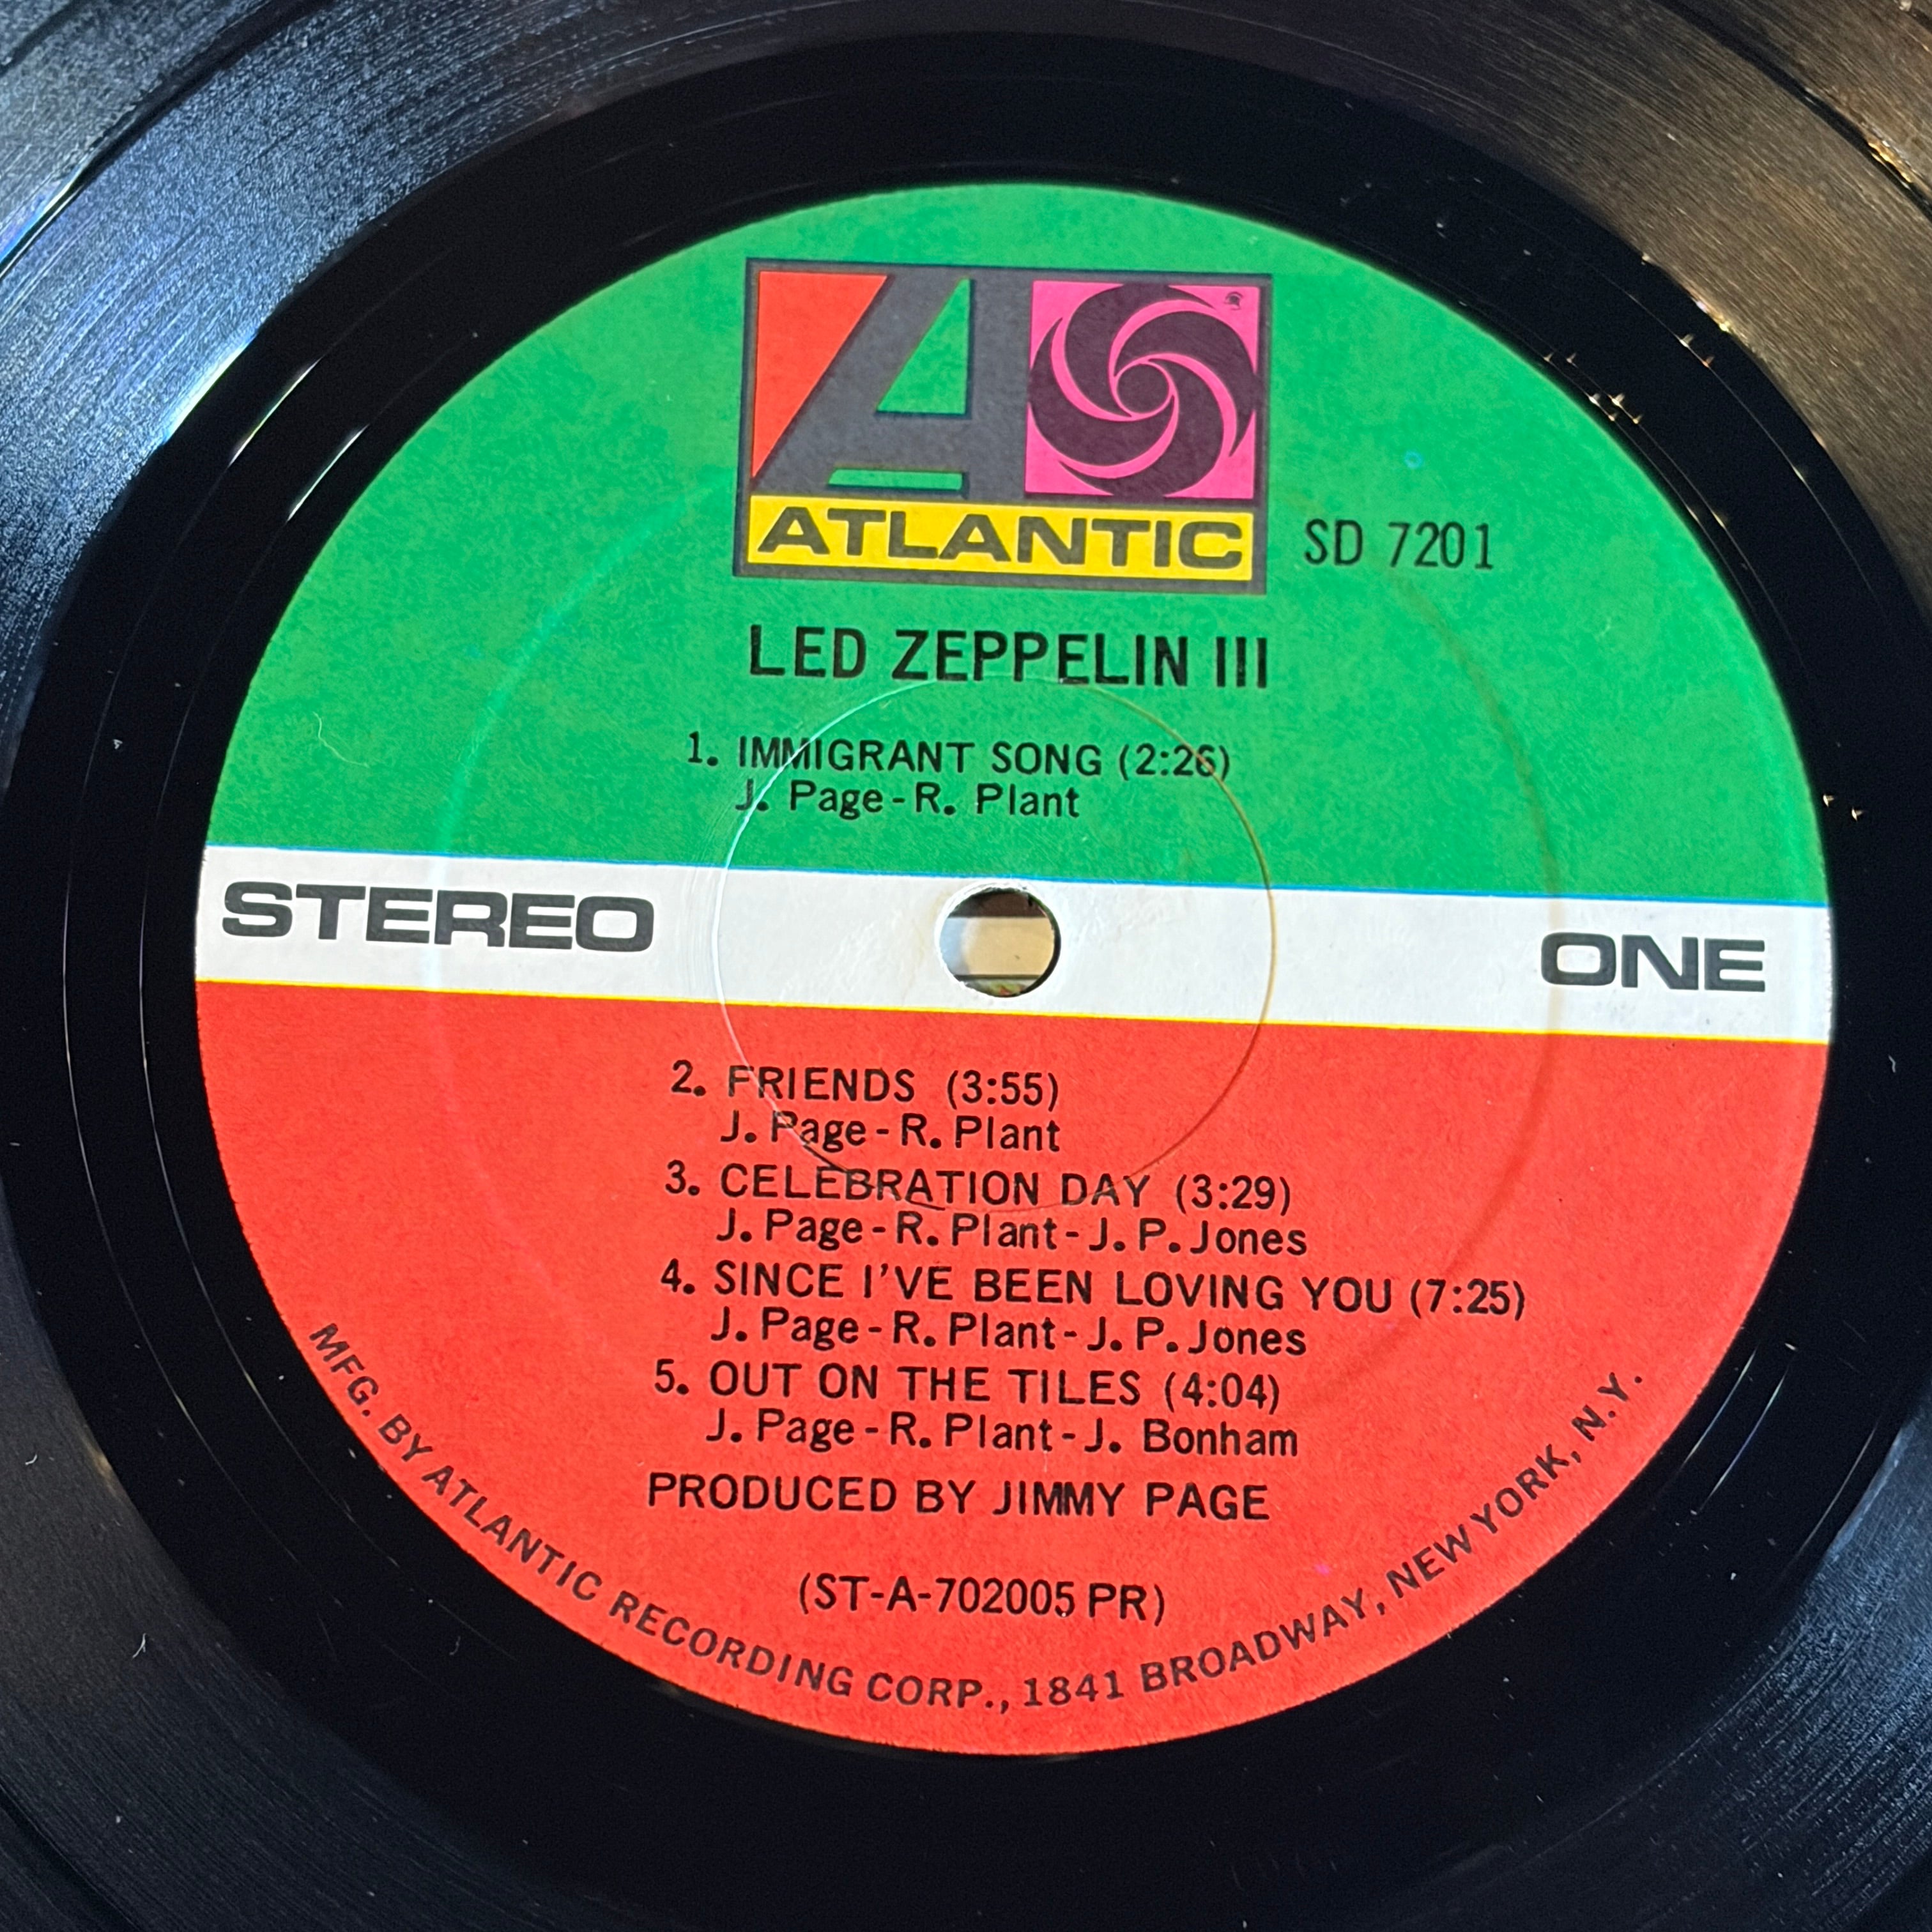 ATLANTIC
SD 7201
LED ZEPPELIN III
1. IMMIGRANT SONG (2:26)
J. Page-R. Plant
STEREO
ONE
2. FRIENDS (3:55)
J. Page-R. Plant
3. CELEBRATION DAY (3:29)
J. Page-R. Plant-J. P. Jones
4. SINCE I'VE BEEN LOVING YOU (7:25)
J. Page-R. Plant-J. P. Jones
5. OUT ON THE TILES (4:04)
J. Page-R. Plant-J. Bonham
PRODUCED BY JIMMY PAGE
(ST-A-702005 PR)
MFG. BY ATLANTIC RECORDING CORP., 1841 BROADWAY, NEW YORK, N.Y.